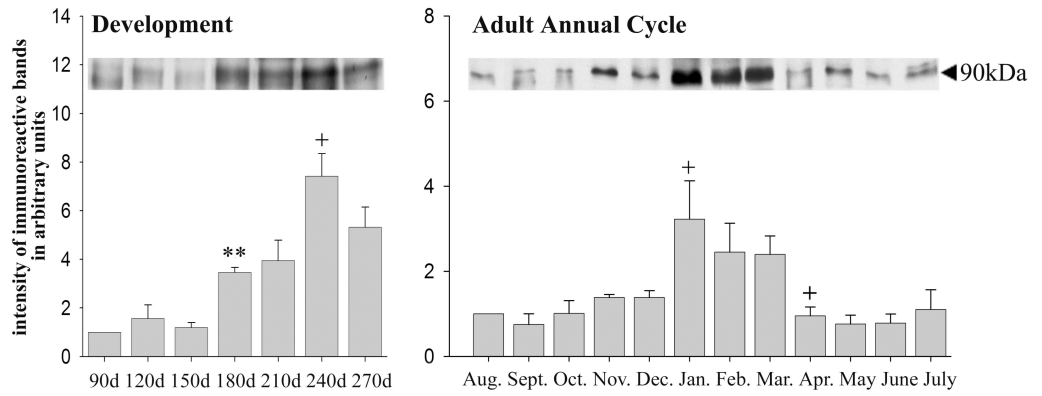 Development
14
12
10
8
6
4
2
0
intensity of immunoreactive bands
in arbitrary units
+
**
90d 120d 150d 180d 210d 240d 270d
Adult Annual Cycle
8
6
4
2
0
90kDa
+
+
Aug. Sept. Oct. Nov. Dec. Jan. Feb. Mar. Apr. May June July